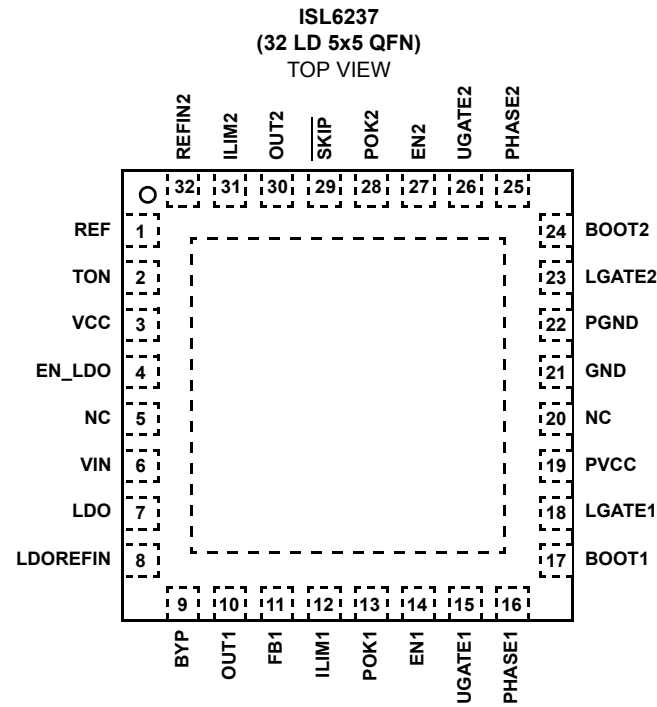 ISL6237
(32 LD 5x5 QFN)
TOP VIEW
REFIN2
ILIM2
OUT2
SKIP
POK2
EN2
UGATE2
PHASE2
32 31 30 29 28 27 26 25
REF 1 24 BOOT2
TON 2 23 LGATE2
VCC 3 22 PGND
EN_LDO 4 21 GND
NC 5 20 NC
VIN 6 19 PVCC
LDO 7 18 LGATE1
LDOREFIN 8 17 BOOT1
9 10 11 12 13 14 15 16
BYP
OUT1
FB1
ILIM1
POK1
EN1
UGATE1
PHASE1